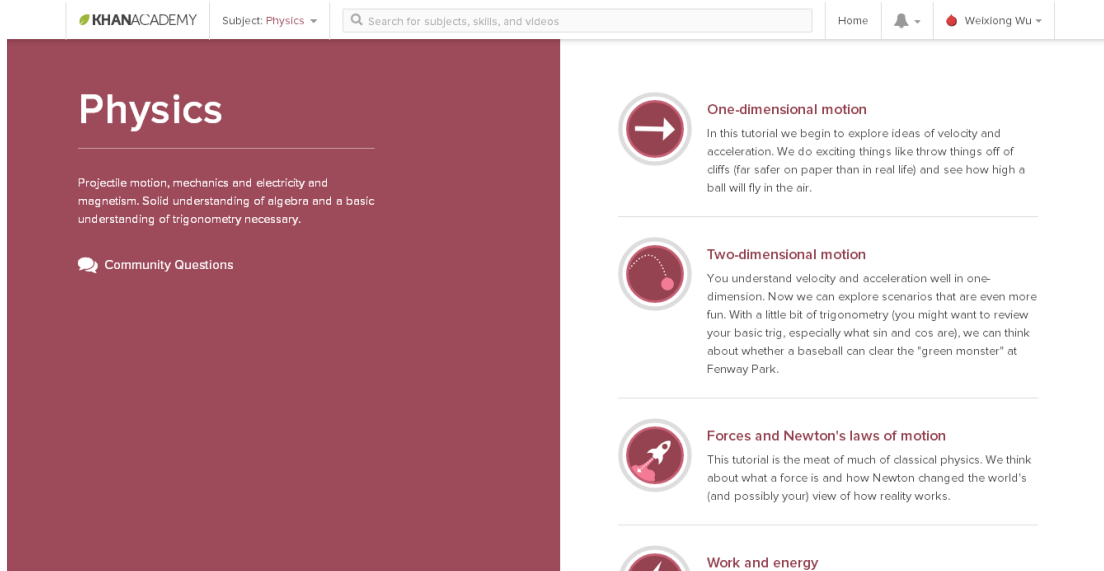 KHANACADEMY
Subject: Physics
Search for subjects, skills, and videos
Home
Weixiong Wu
Physics
Projectile motion, mechanics and electricity and
magnetism. Solid understanding of algebra and a basic
understanding of trigonometry necessary.
Community Questions
One-dimensional motion
In this tutorial we begin to explore ideas of velocity and
acceleration. We do exciting things like throw things off of
cliffs (far safer on paper than in real life) and see how high a
ball will fly in the air.
Two-dimensional motion
You understand velocity and acceleration well in one-
dimension. Now we can explore scenarios that are even more
fun. With a little bit of trigonometry (you might want to review
your basic trig, especially what sin and cos are), we can think
about whether a baseball can clear the "green monster" at
Fenway Park.
Forces and Newton's laws of motion
This tutorial is the meat of much of classical physics. We think
about what a force is and how Newton changed the world's
(and possibly your) view of how reality works.
Work and energy